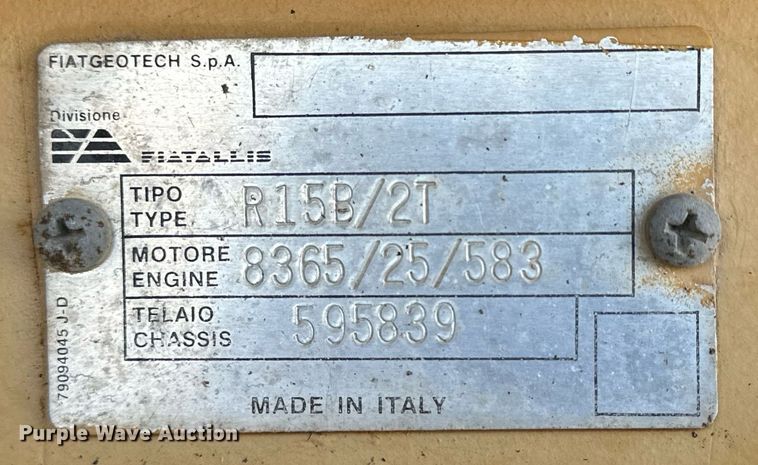 FIATGEOTECH S.p.A.
Divisione
FIATALLIS
TIPO
TYPE R15B/2T
MOTORE
ENGINE 8365/25/583
TELAIO
CHASSIS 595839
79094045 J-D
MADE IN ITALY
Purple Wave Auction